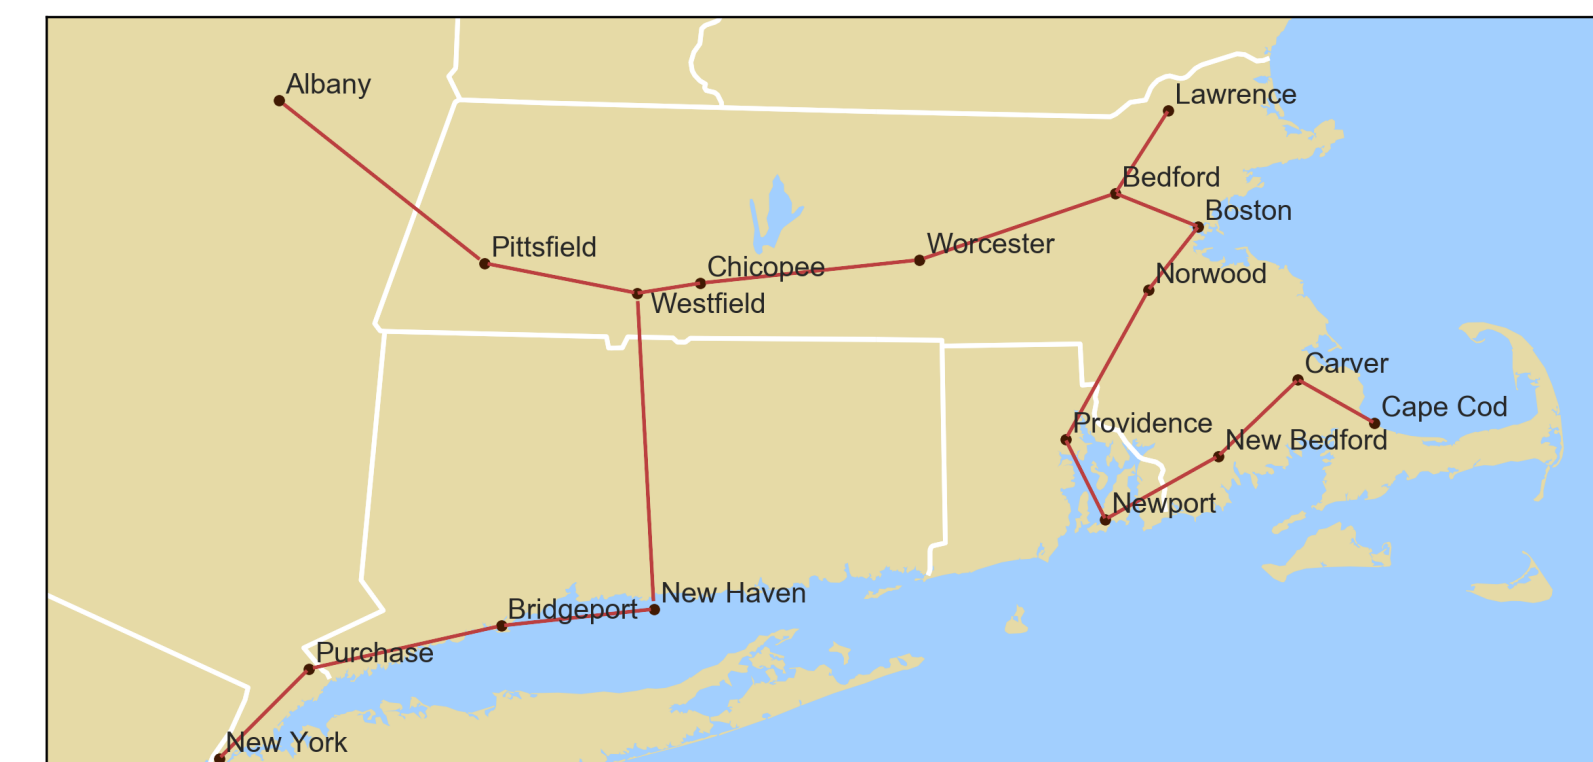 Albany
Lawrence
Bedford
Boston
Pittsfield
Worcester
Chicopee
Norwood
Westfield
Carver
Cape Cod
Providence
New Bedford
Newport
New Haven
Bridgeport
Purchase
New York